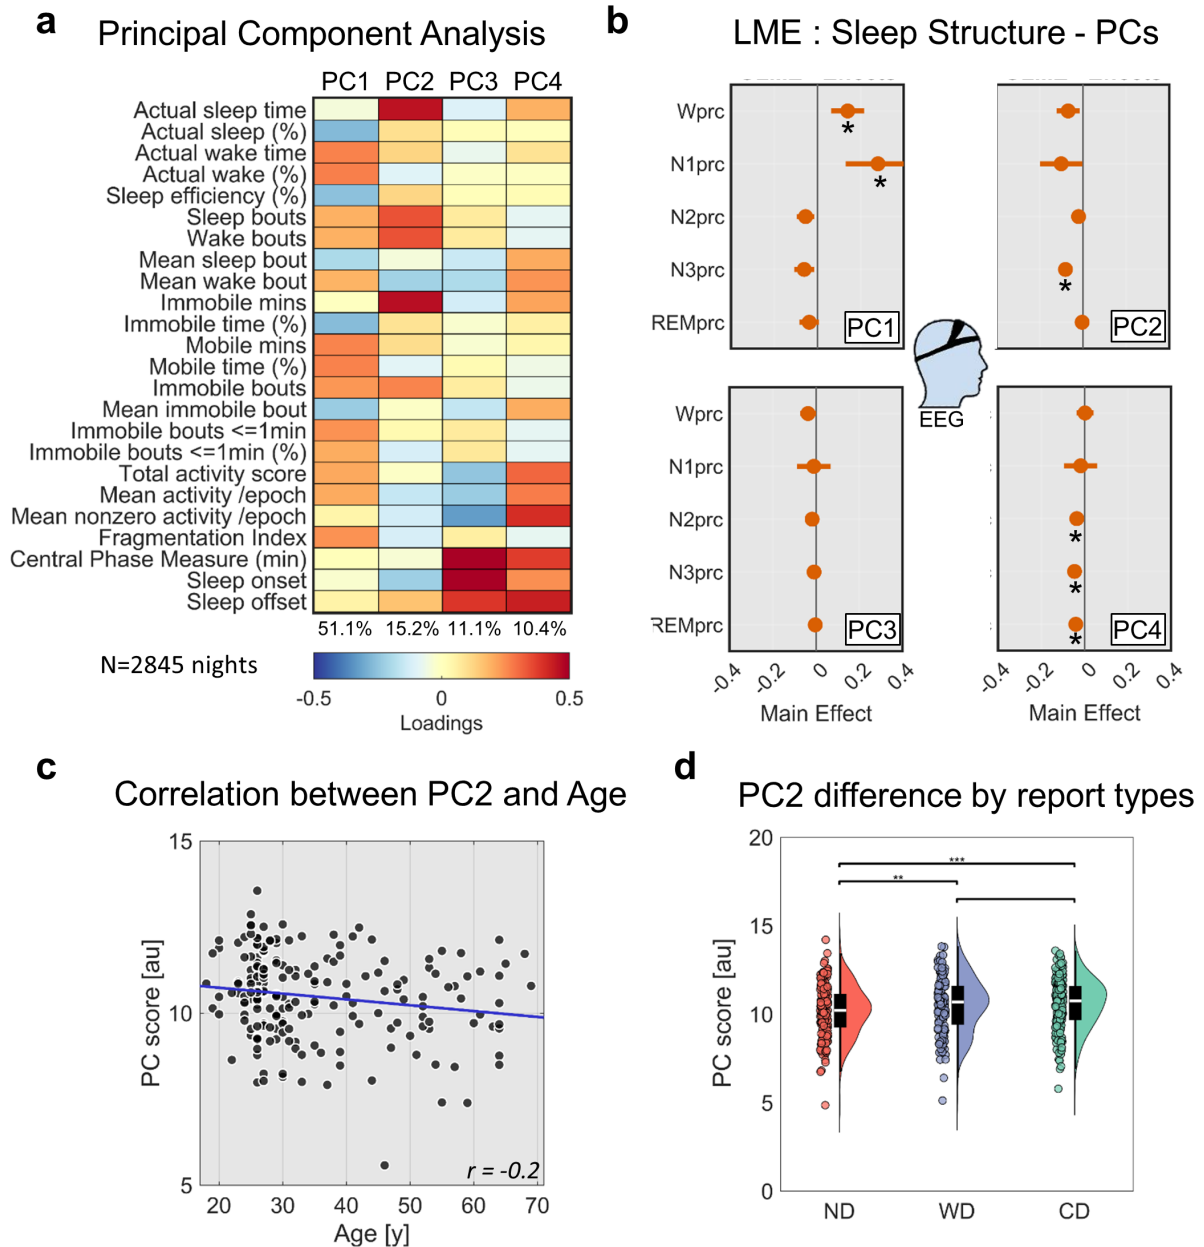 a
Principal Component Analysis
PC1 PC2 PC3 PC4
Actual sleep time
Actual sleep (%)
Actual wake time
Actual wake (%)
Sleep efficiency (%)
Sleep bouts
Wake bouts
Mean sleep bout
Mean wake bout
Immobile mins
Immobile time (%)
Mobile mins
Mobile time (%)
Immobile bouts
Mean immobile bout
Immobile bouts <=1min
Immobile bouts <=1min (%)
Total activity score
Mean activity /epoch
Mean nonzero activity /epoch
Fragmentation Index
Central Phase Measure (min)
Sleep onset
Sleep offset
51.1% 15.2% 11.1% 10.4%
N=2845 nights
-0.5 0 0.5
Loadings
b
LME : Sleep Structure - PCs
Wprc
*
N1prc
*
N2prc
N3prc
*
REMprc
PC1
PC2
EEG
Wprc
N1prc
N2prc
*
N3prc
*
REMprc
*
PC3
PC4
-0.4 -0.2 0 0.2 0.4
-0.4 -0.2 0 0.2 0.4
Main Effect
Main Effect
c
Correlation between PC2 and Age
15
10
5
PC score [au]
r = -0.2
20 30 40 50 60 70
Age [y]
d
PC2 difference by report types
20
15
10
5
0
PC score [au]
***
**
ND WD CD